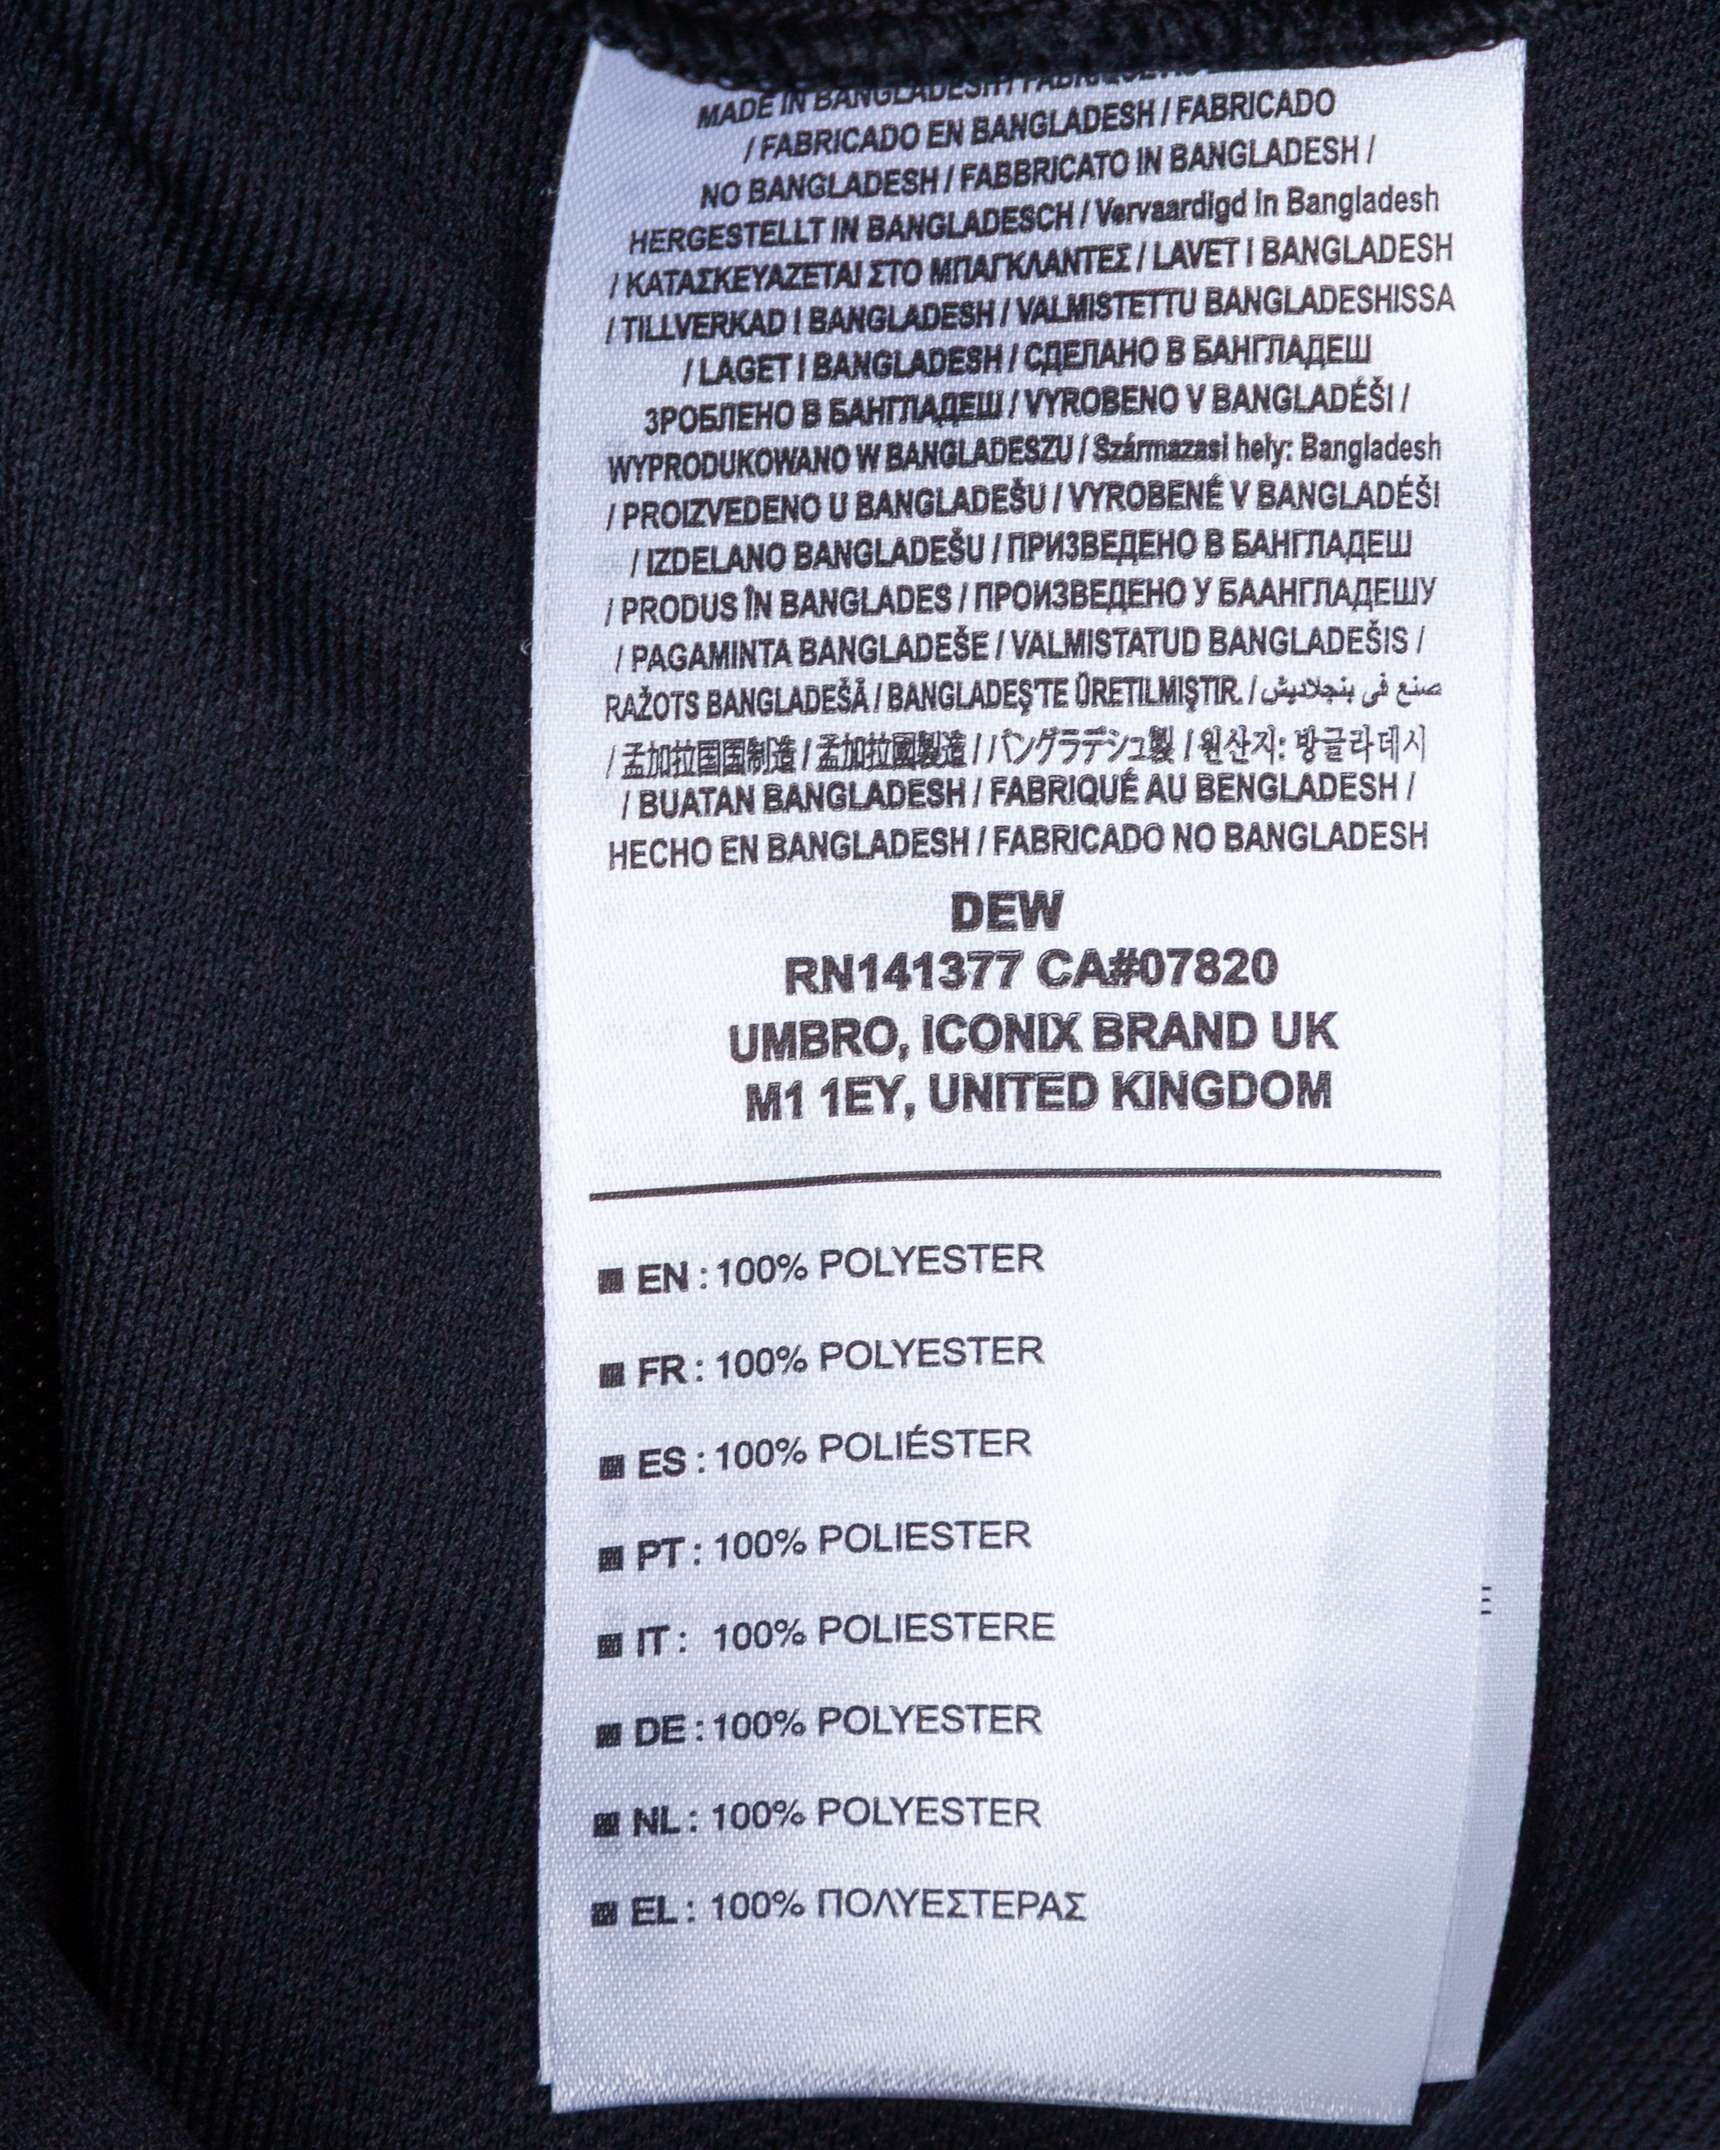 MADE IN BANGLADESH / FABRIQUÉ AU
/ FABRICADO EN BANGLADESH / FABRICADO
NO BANGLADESH / FABBRICATO IN BANGLADESH /
HERGESTELLT IN BANGLADESCH / Vervaardigd in Bangladesh
/ ΚΑΤΑΣΚΕΥΑΖΕΤΑΙ ΣΤΟ ΜΠΑΓΚΛΑΝΤΕΣ / LAVET I BANGLADESH
/ TILLVERKAD I BANGLADESH / VALMISTETTU BANGLADESHISSA
/ LAGET I BANGLADESH / СДЕЛАНО В БАНГЛАДЕШ
ЗРОБЛЕНО В БАНГЛАДЕШ / VYROBENO V BANGLADÉŠI /
WYPRODUKOWANO W BANGLADESZU / Származasi hely: Bangladesh
/ PROIZVEDENO U BANGLADEŠU / VYROBENÉ V BANGLADÉŠI
/ IZDELANO BANGLADEŠU / ПРИЗВЕДЕНО В БАНГЛАДЕШ
/ PRODUS ÎN BANGLADES / ПРОИЗВЕДЕНО У БААНГЛАДЕШУ
/ PAGAMINTA BANGLADEŠE / VALMISTATUD BANGLADEŠIS /
RAŽOTS BANGLADEŠĀ / BANGLADEŞ'TE ÜRETILMIŞTIR. / صنع في بنجلاديش
/ 孟加拉国国制造 / 孟加拉國製造 / バングラデシュ製 / 원산지: 방글라데시
/ BUATAN BANGLADESH / FABRIQUÉ AU BENGLADESH /
HECHO EN BANGLADESH / FABRICADO NO BANGLADESH
DEW
RN141377 CA#07820
UMBRO, ICONIX BRAND UK
M1 1EY, UNITED KINGDOM
■ EN : 100% POLYESTER
■ FR : 100% POLYESTER
■ ES : 100% POLIÉSTER
■ PT : 100% POLIESTER
■ IT : 100% POLIESTERE
■ DE : 100% POLYESTER
■ NL : 100% POLYESTER
■ EL : 100% ΠΟΛΥΕΣΤΕΡΑΣ